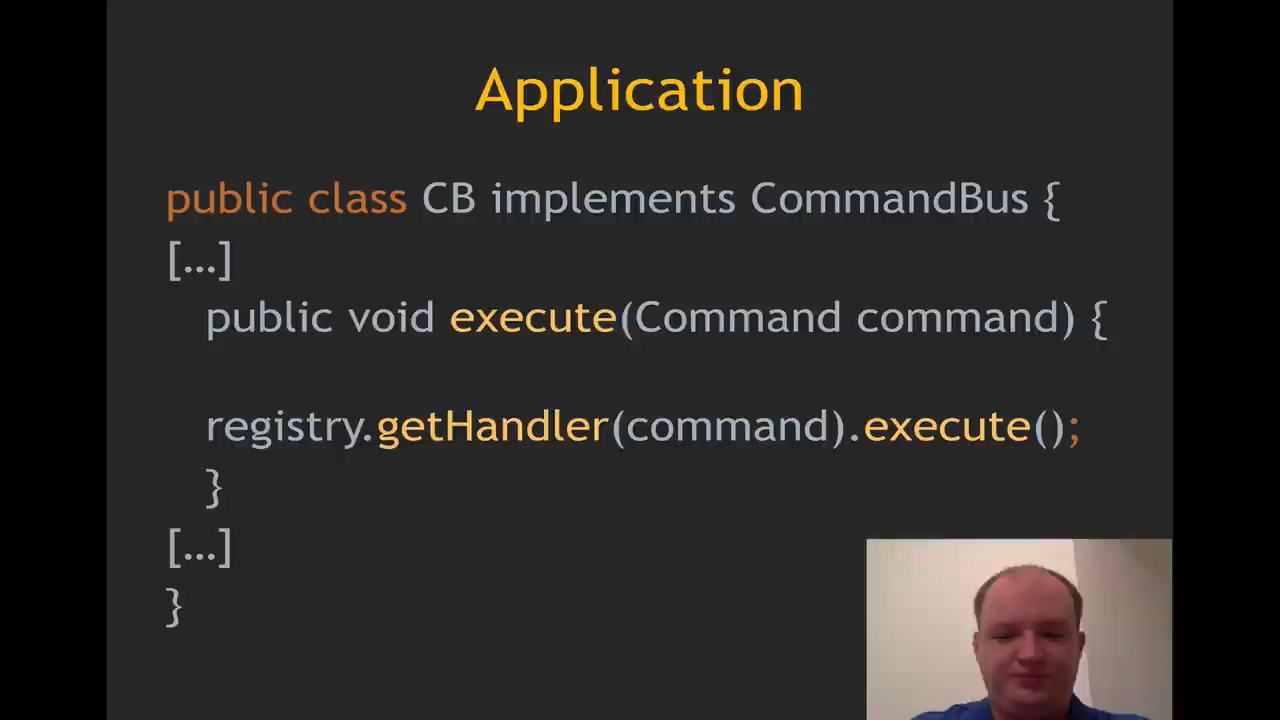 Application
public class CB implements CommandBus {
[...]
public void execute(Command command) {
registry.getHandler(command).execute();
}
[...]
}